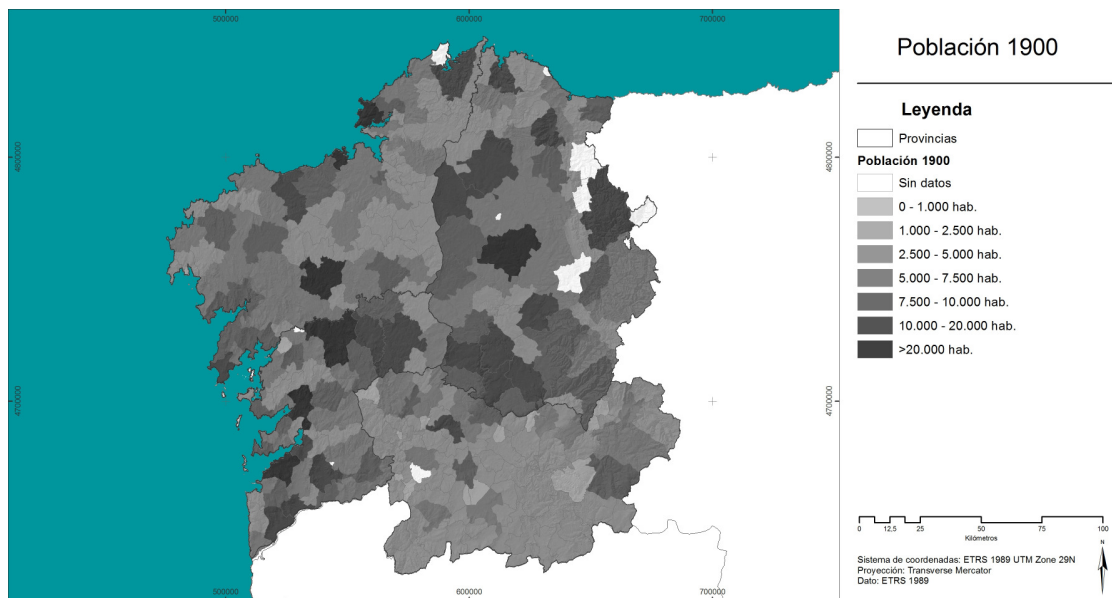 500000
600000
700000
4800000
4800000
4700000
4700000
500000
600000
700000
Población 1900
Leyenda
Provincias
Población 1900
Sin datos
0 - 1.000 hab.
1.000 - 2.500 hab.
2.500 - 5.000 hab.
5.000 - 7.500 hab.
7.500 - 10.000 hab.
10.000 - 20.000 hab.
>20.000 hab.
0 12,5 25 50 75 100
Kilómetros
N
Sistema de coordenadas: ETRS 1989 UTM Zone 29N
Proyección: Transverse Mercator
Dato: ETRS 1989